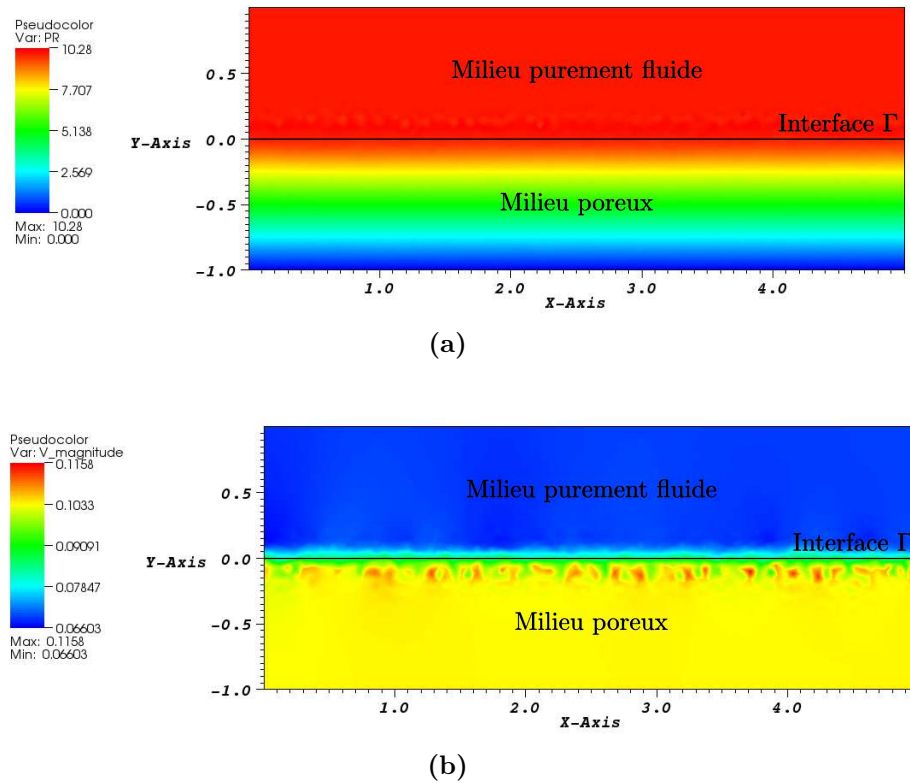 Pseudocolor
Var: PR
10.28
7.707
5.138
2.569
0.000
Max: 10.28
Min: 0.000
Y-Axis
0.5
0.0
-0.5
-1.0
Milieu purement fluide
Interface Γ
Milieu poreux
1.0 2.0 3.0 4.0
X-Axis
(a)
Pseudocolor
Var: V_magnitude
0.1158
0.1033
0.09091
0.07847
0.06603
Max: 0.1158
Min: 0.06603
Y-Axis
0.5
0.0
-0.5
-1.0
Milieu purement fluide
Interface Γ
Milieu poreux
1.0 2.0 3.0 4.0
X-Axis
(b)